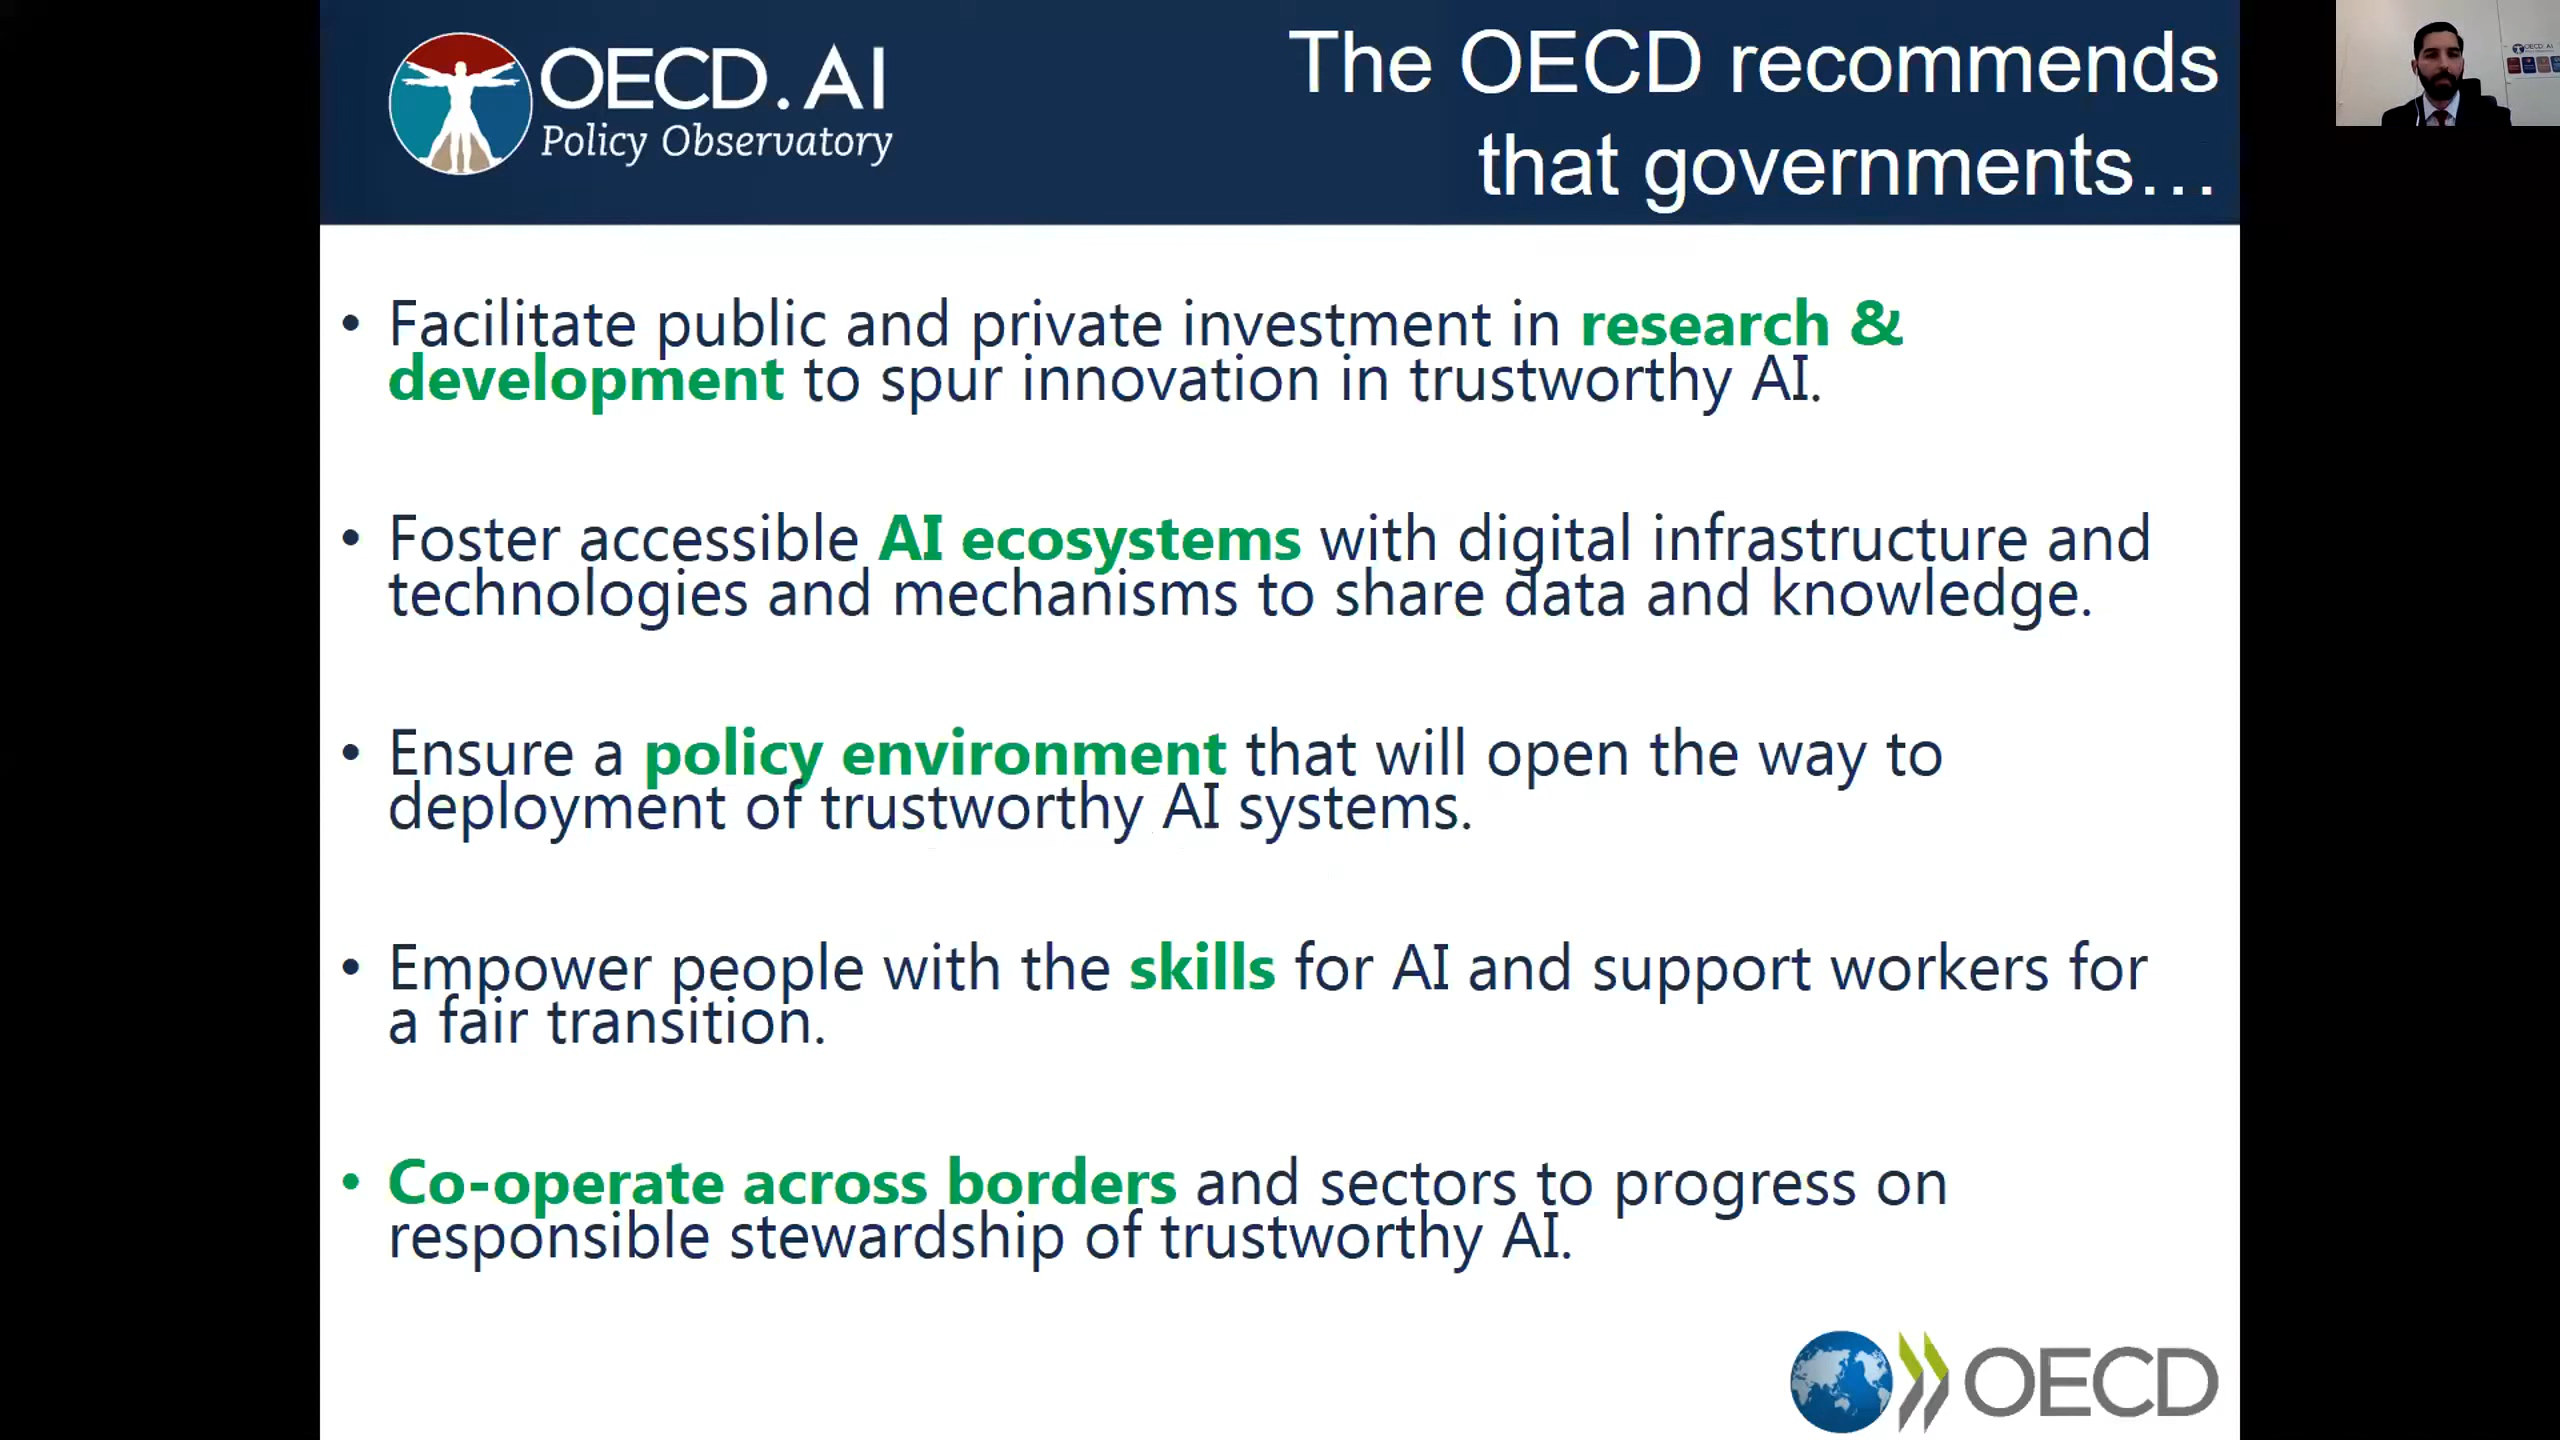 OECD.AI
Policy Observatory
The OECD recommends
that governments…
• Facilitate public and private investment in research &
development to spur innovation in trustworthy AI.
• Foster accessible AI ecosystems with digital infrastructure and
technologies and mechanisms to share data and knowledge.
• Ensure a policy environment that will open the way to
deployment of trustworthy AI systems.
• Empower people with the skills for AI and support workers for
a fair transition.
• Co-operate across borders and sectors to progress on
responsible stewardship of trustworthy AI.
OECD
OECD.AI